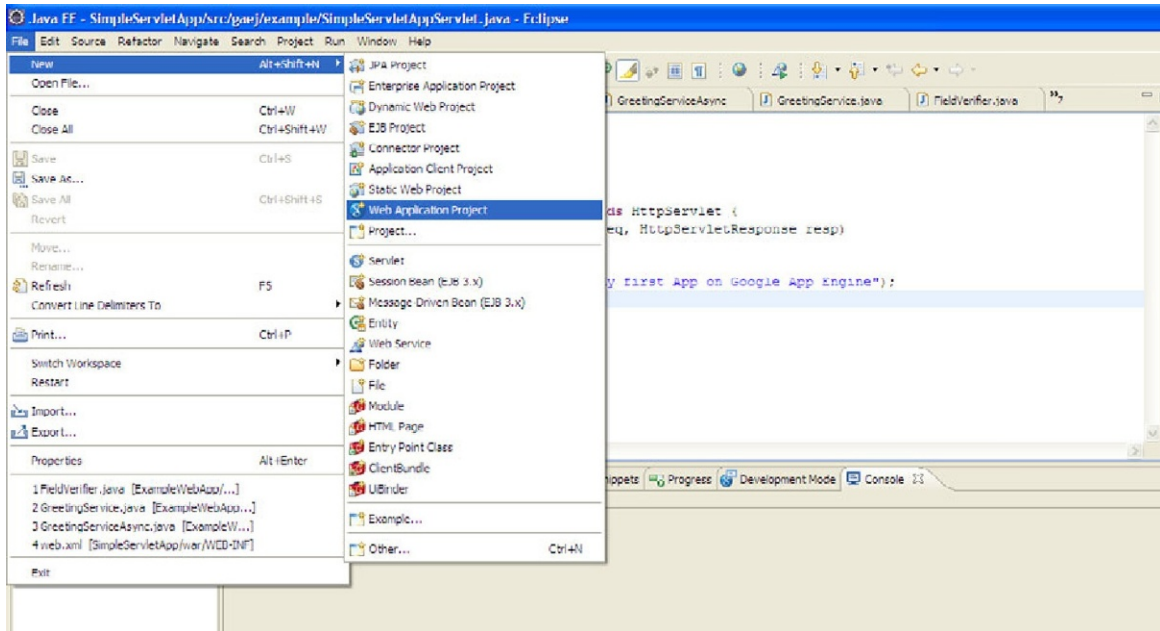 Java EE - SimpleServletApp/src/gaej/example/SimpleServletAppServlet.java - Eclipse
File Edit Source Refactor Navigate Search Project Run Window Help
New Alt+Shift+N
Open File...
Close Ctrl+W
Close All Ctrl+Shift+W
Save Ctrl+S
Save As...
Save All Ctrl+Shift+S
Revert
Move...
Rename...
Refresh F5
Convert Line Delimiters To
Print... Ctrl+P
Switch Workspace
Restart
Import...
Export...
Properties Alt+Enter
1 FieldVerifier.java [ExampleWebApp/...]
2 GreetingService.java [ExampleWebApp...]
3 GreetingServiceAsync.java [ExampleW...]
4 web.xml [SimpleServletApp/war/WEB-INF]
Exit
JPA Project
Enterprise Application Project
Dynamic Web Project
EJB Project
Connector Project
Application Client Project
Static Web Project
Web Application Project
Project...
Servlet
Session Bean (EJB 3.x)
Message Driven Bean (EJB 3.x)
Entity
Web Service
Folder
File
Module
HTML Page
Entry Point Class
ClientBundle
UiBinder
Example...
Other... Ctrl+N
GreetingServiceAsync GreetingService.java FieldVerifier.java
ds HttpServlet {
eq, HttpServletResponse resp)
y first App on Google App Engine");
nippets Progress Development Mode Console